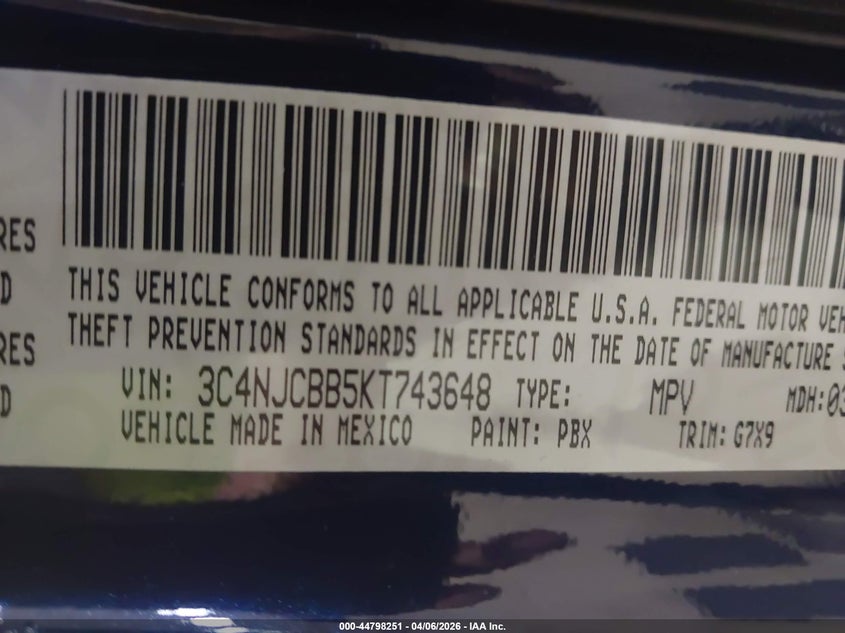 RES
D
RES
D
THIS VEHICLE CONFORMS TO ALL APPLICABLE U.S.A. FEDERAL MOTOR VEH
THEFT PREVENTION STANDARDS IN EFFECT ON THE DATE OF MANUFACTURE S
VIN: 3C4NJCBB5KT743648 TYPE: MPV MDH:03
VEHICLE MADE IN MEXICO PAINT: PBX TRIM: G7X9
000-44798251 - 04/06/2026 - IAA Inc.